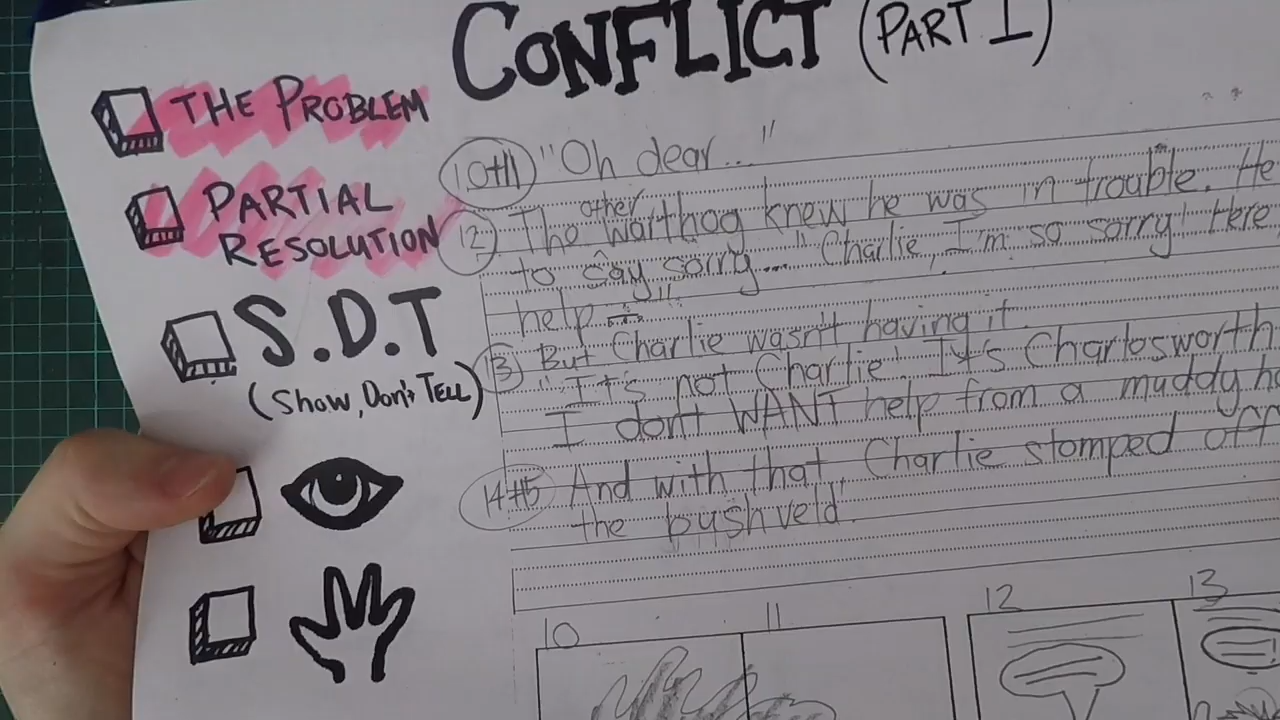 CONFLICT (PART 1)
THE PROBLEM
PARTIAL
RESOLUTION
S.D.T
(SHOW, DON'T TELL)
10+11 "Oh dear..."
other
12 The warthog knew he was in trouble. He
to say sorry... "Charlie, I'm so sorry! Here
help
13 But Charlie wasn't having it.
"It's not Charlie! It's Charlesworth.
I don't WANT help from a muddy
14+15 And with that, Charlie stomped off
the bushveld.
10
11
12
13